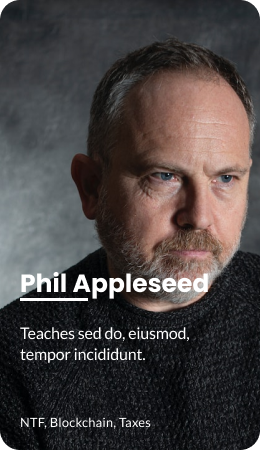 Phil Appleseed
Teaches sed do, eiusmod,
tempor incididunt.
NTF, Blockchain, Taxes